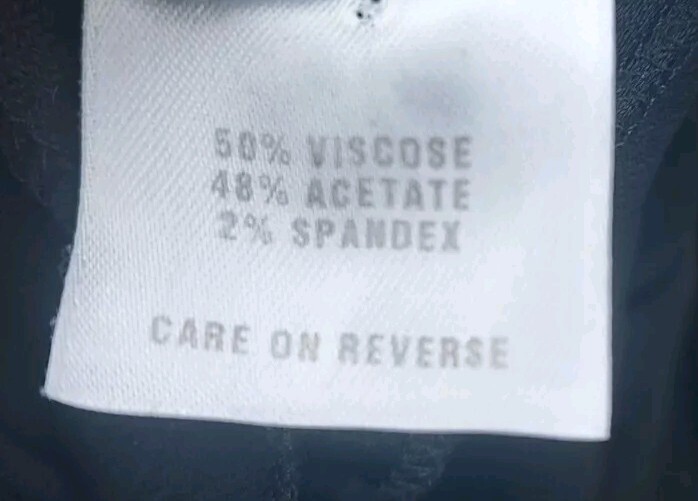 50% VISCOSE
48% ACETATE
2% SPANDEX
CARE ON REVERSE